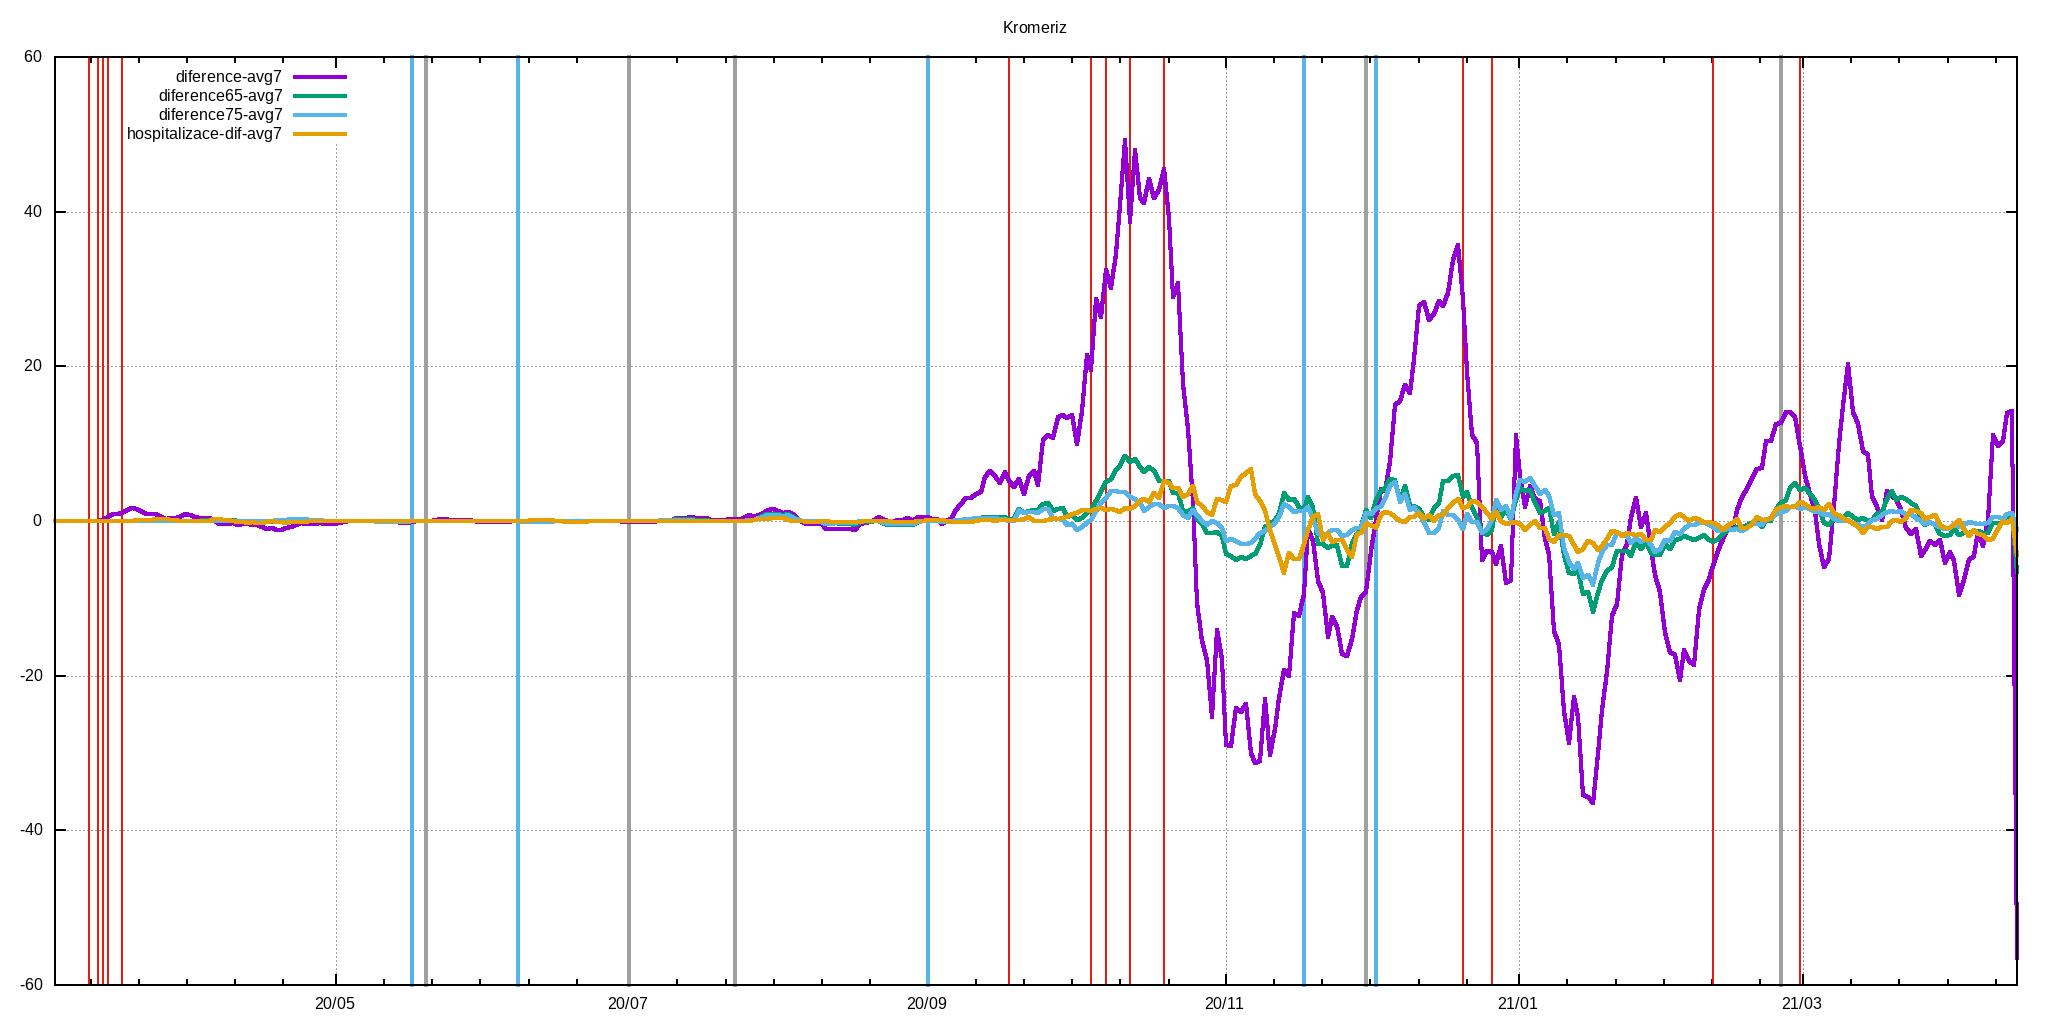 Kromeriz
60
diference-avg7
diference65-avg7
diference75-avg7
hospitalizace-dif-avg7
40
20
0
-20
-40
-60
20/05 20/07 20/09 20/11 21/01 21/03